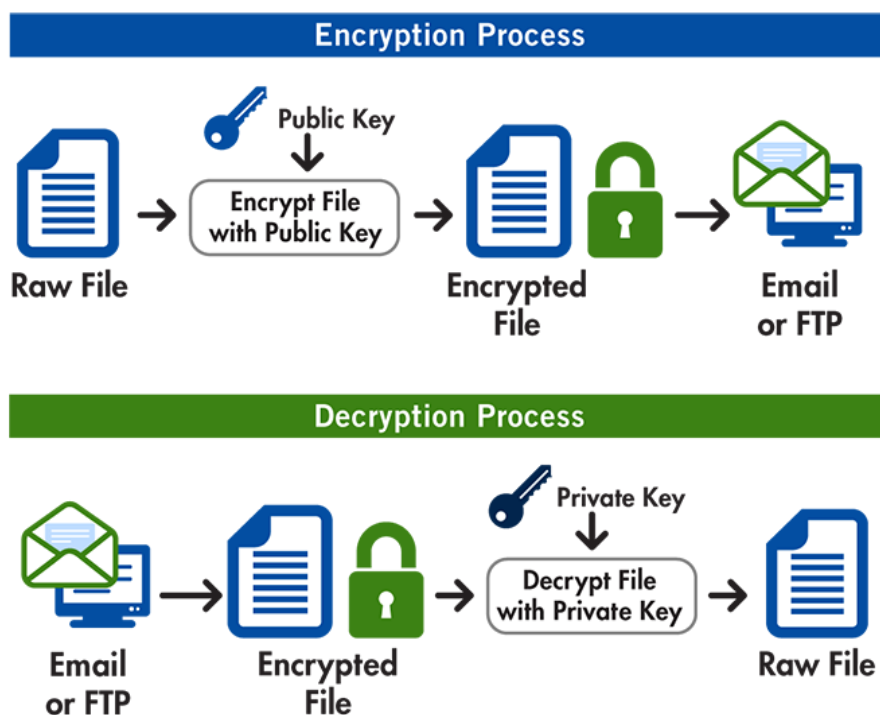 Encryption Process
Public Key
Encrypt File
with Public Key
Raw File
Encrypted
File
Email
or FTP
Decryption Process
Private Key
Decrypt File
with Private Key
Email
or FTP
Encrypted
File
Raw File